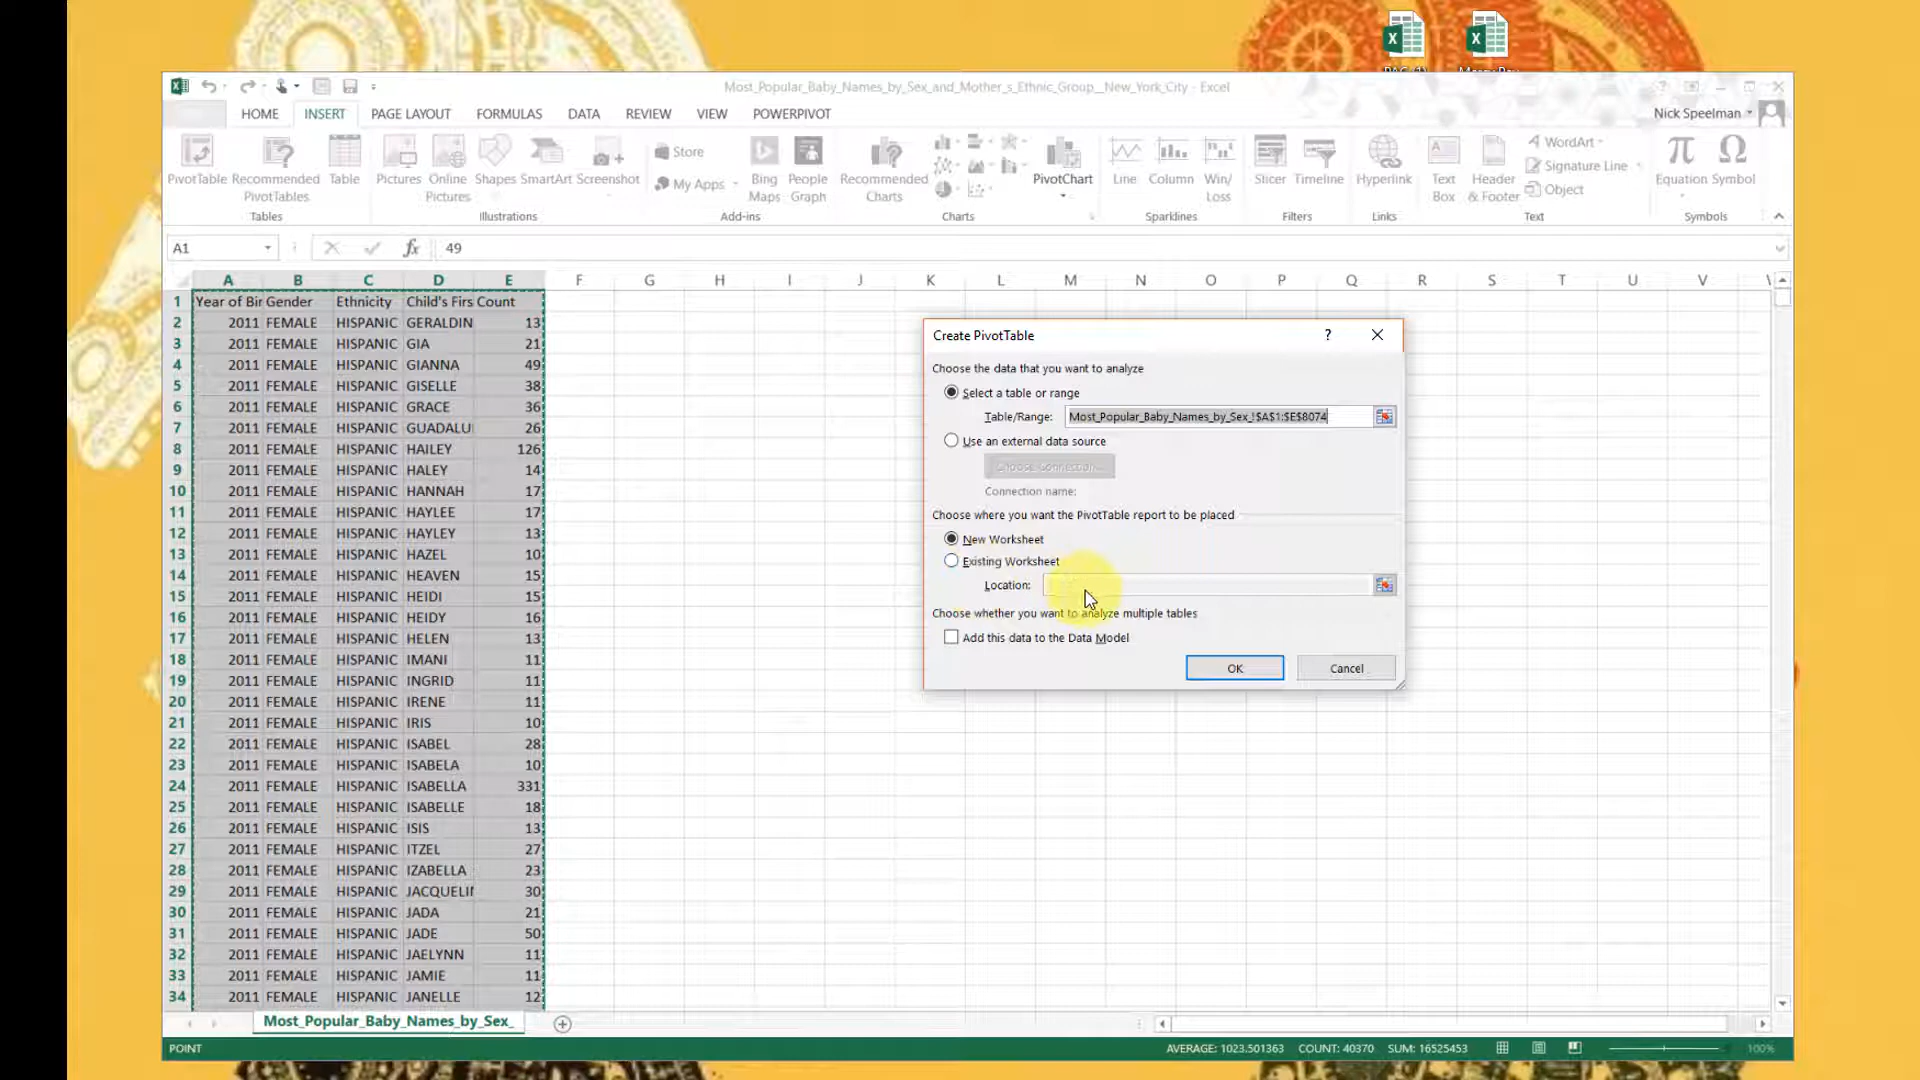 Most_Popular_Baby_Names_by_Sex_and_Mother_s_Ethnic_Group__New_York_City - Excel
HOME INSERT PAGE LAYOUT FORMULAS DATA REVIEW VIEW POWERPIVOT
Nick Speelman
PivotTable
Recommended PivotTables
Table
Tables
Pictures
Online Pictures
Shapes
SmartArt
Screenshot
Illustrations
Store
My Apps
Bing Maps
People Graph
Add-ins
Recommended Charts
PivotChart
Charts
Line
Column
Win/ Loss
Sparklines
Slicer
Timeline
Filters
Hyperlink
Links
Text Box
Header & Footer
WordArt
Signature Line
Object
Text
Equation
Symbol
Symbols
A1 fx 49
A B C D E F G H I J K L M N O P Q R S T U V
1 Year of Bir Gender Ethnicity Child's Firs Count
2 2011 FEMALE HISPANIC GERALDIN 13
3 2011 FEMALE HISPANIC GIA 21
4 2011 FEMALE HISPANIC GIANNA 49
5 2011 FEMALE HISPANIC GISELLE 38
6 2011 FEMALE HISPANIC GRACE 36
7 2011 FEMALE HISPANIC GUADALU 26
8 2011 FEMALE HISPANIC HAILEY 126
9 2011 FEMALE HISPANIC HALEY 14
10 2011 FEMALE HISPANIC HANNAH 17
11 2011 FEMALE HISPANIC HAYLEE 17
12 2011 FEMALE HISPANIC HAYLEY 13
13 2011 FEMALE HISPANIC HAZEL 10
14 2011 FEMALE HISPANIC HEAVEN 15
15 2011 FEMALE HISPANIC HEIDI 15
16 2011 FEMALE HISPANIC HEIDY 16
17 2011 FEMALE HISPANIC HELEN 13
18 2011 FEMALE HISPANIC IMANI 11
19 2011 FEMALE HISPANIC INGRID 11
20 2011 FEMALE HISPANIC IRENE 11
21 2011 FEMALE HISPANIC IRIS 10
22 2011 FEMALE HISPANIC ISABEL 28
23 2011 FEMALE HISPANIC ISABELA 10
24 2011 FEMALE HISPANIC ISABELLA 331
25 2011 FEMALE HISPANIC ISABELLE 18
26 2011 FEMALE HISPANIC ISIS 13
27 2011 FEMALE HISPANIC ITZEL 27
28 2011 FEMALE HISPANIC IZABELLA 23
29 2011 FEMALE HISPANIC JACQUELI 30
30 2011 FEMALE HISPANIC JADA 21
31 2011 FEMALE HISPANIC JADE 50
32 2011 FEMALE HISPANIC JAELYNN 11
33 2011 FEMALE HISPANIC JAMIE 11
34 2011 FEMALE HISPANIC JANELLE 12
Create PivotTable ?
Choose the data that you want to analyze
Select a table or range
Table/Range: Most_Popular_Baby_Names_by_Sex_!$A$1:$E$8074
Use an external data source
Choose Connection...
Connection name:
Choose where you want the PivotTable report to be placed
New Worksheet
Existing Worksheet
Location:
Choose whether you want to analyze multiple tables
Add this data to the Data Model
OK Cancel
Most_Popular_Baby_Names_by_Sex_
POINT AVERAGE: 1023.501363 COUNT: 40370 SUM: 16525453 100%